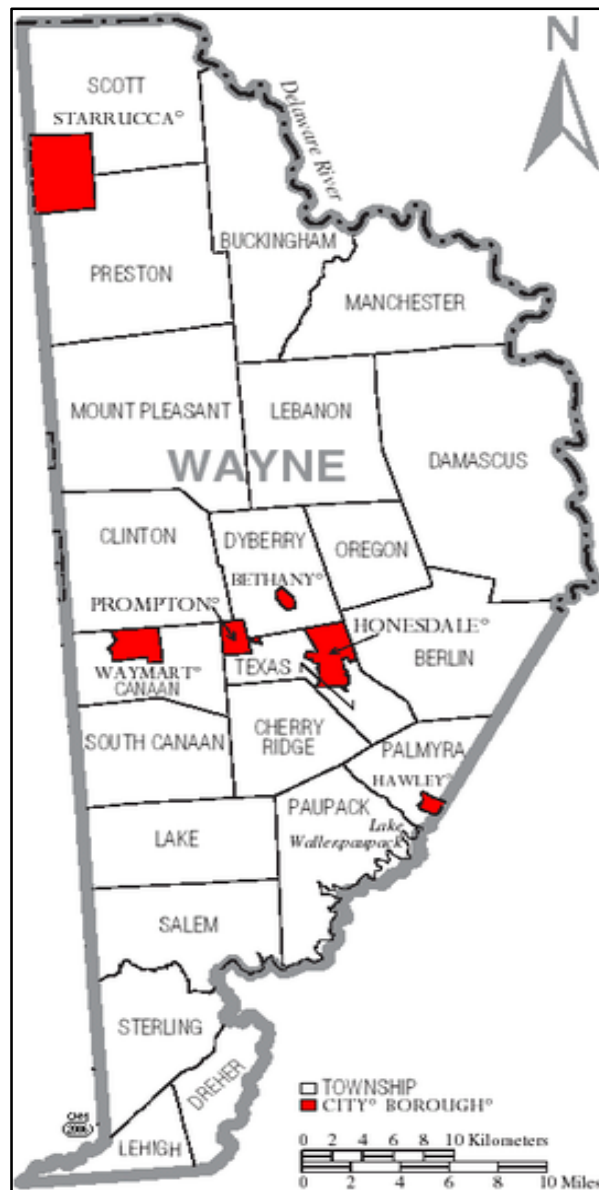 N
SCOTT
STARRUCCA°
Delaware River
BUCKINGHAM
PRESTON
MANCHESTER
MOUNT PLEASANT
LEBANON
WAYNE
DAMASCUS
CLINTON
DYBERRY
OREGON
BETHANY°
PROMPTON°
HONESDALE°
TEXAS
BERLIN
WAYMART°
CANAAN
SOUTH CANAAN
CHERRY
RIDGE
PALMYRA
HAWLEY°
PAUPACK
Lake
Wallenpaupack
LAKE
SALEM
STERLING
DREHER
LEHIGH
TOWNSHIP
CITY° BOROUGH°
0 2 4 6 8 10 Kilometers
0 2 4 6 8 10 Miles